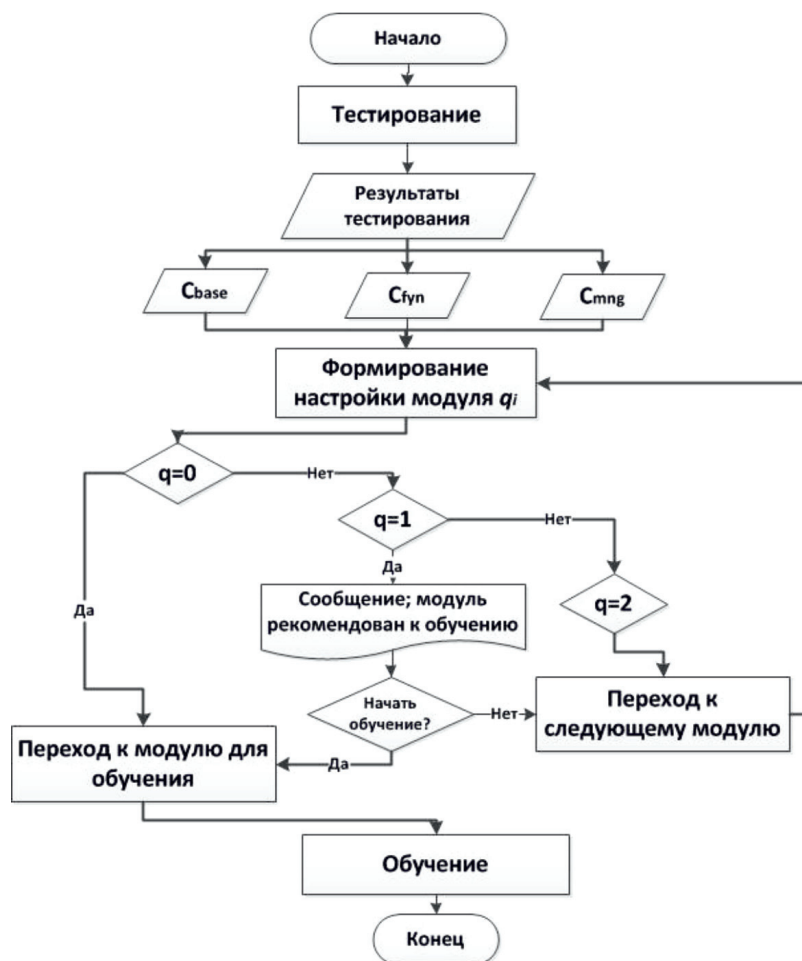 Начало
Тестирование
Результаты
тестирования
Cbase
Cfyn
Cmng
Формирование
настройки модуля qi
q=0
Нет
q=1
Нет
Да
Да
Сообщение; модуль
рекомендован к обучению
q=2
Начать
обучение?
Нет
Переход к
следующему модулю
Переход к модулю для
обучения
Да
Обучение
Конец